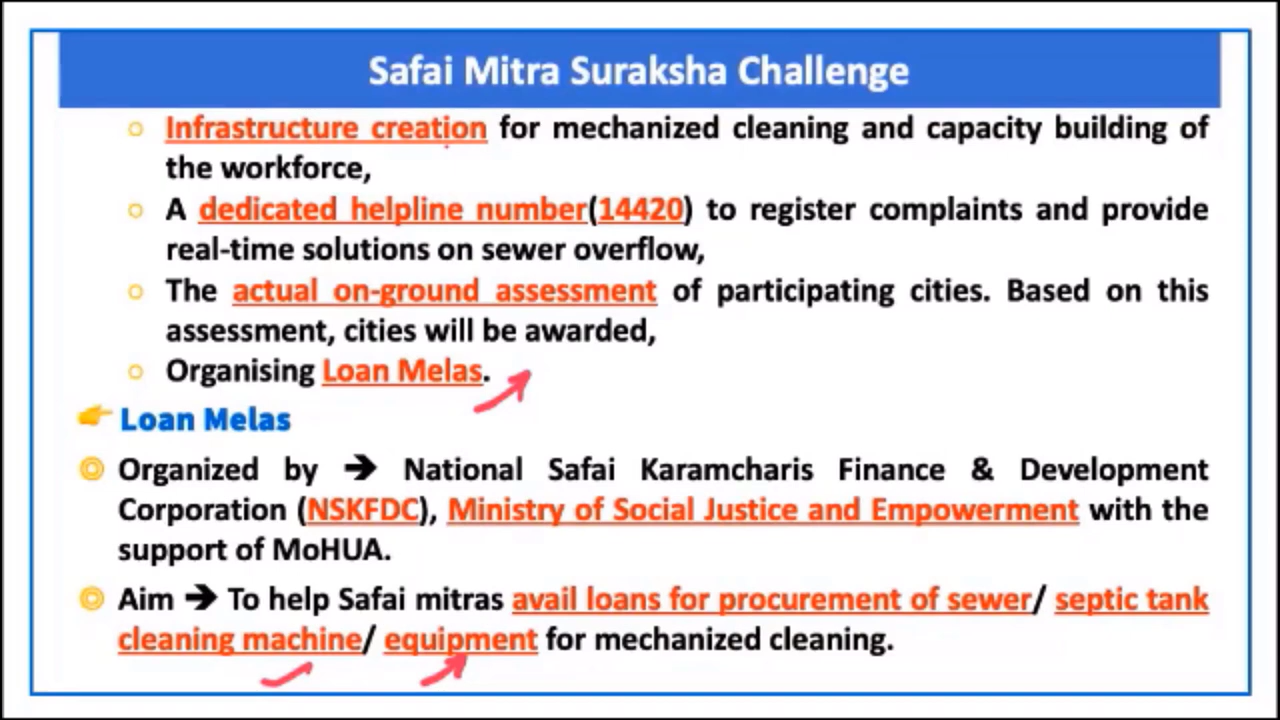 Safai Mitra Suraksha Challenge
Infrastructure creation for mechanized cleaning and capacity building of
the workforce,
A dedicated helpline number(14420) to register complaints and provide
real-time solutions on sewer overflow,
The actual on-ground assessment of participating cities. Based on this
assessment, cities will be awarded,
Organising Loan Melas.
Loan Melas
Organized by ➔ National Safai Karamcharis Finance & Development
Corporation (NSKFDC), Ministry of Social Justice and Empowerment with the
support of MoHUA.
Aim ➔ To help Safai mitras avail loans for procurement of sewer/ septic tank
cleaning machine/ equipment for mechanized cleaning.